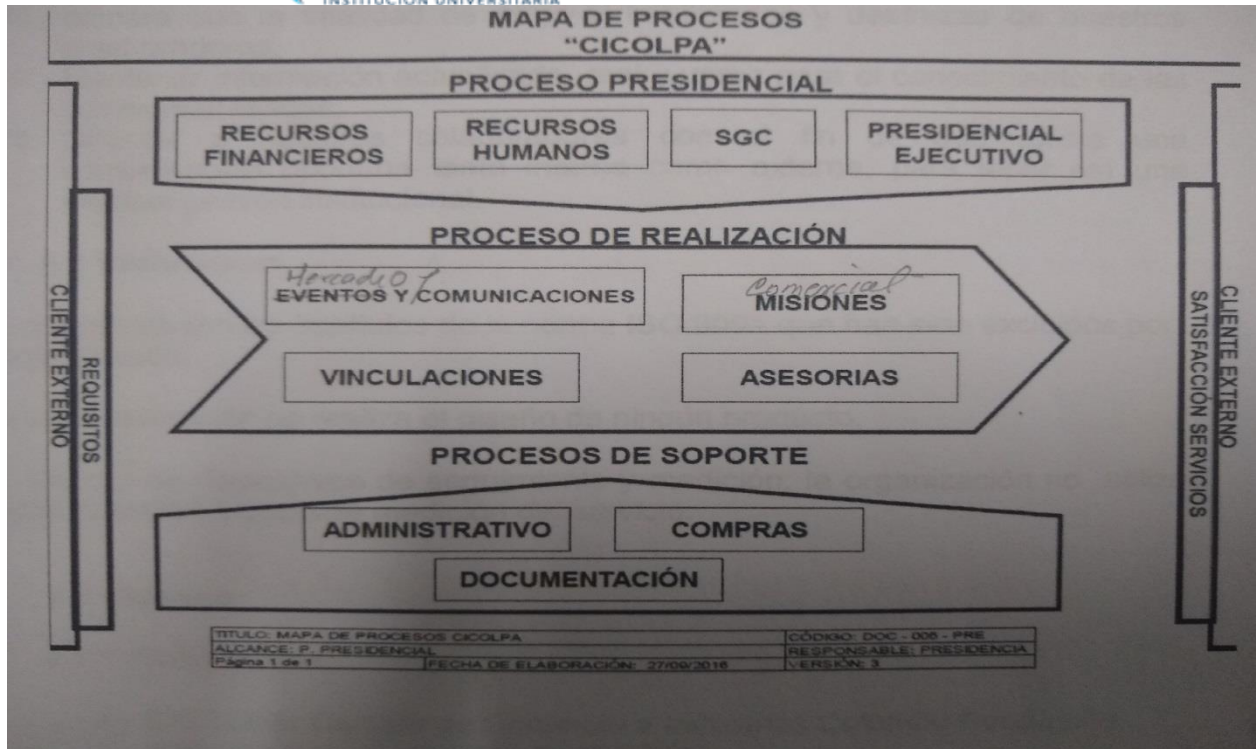 INSTITUCIÓN UNIVERSITARIA
MAPA DE PROCESOS
“CICOLPA”
PROCESO PRESIDENCIAL
RECURSOS
FINANCIEROS
RECURSOS
HUMANOS
SGC
PRESIDENCIAL
EJECUTIVO
CLIENTE EXTERNO
REQUISITOS
PROCESO DE REALIZACIÓN
Mercadeo y
EVENTOS Y COMUNICACIONES
Comercial
MISIONES
VINCULACIONES
ASESORIAS
CLIENTE EXTERNO
SATISFACCIÓN SERVICIOS
PROCESOS DE SOPORTE
ADMINISTRATIVO
COMPRAS
DOCUMENTACIÓN
TITULO: MAPA DE PROCESOS CICOLPA CÓDIGO: DOC - 006 - PRE
ALCANCE: P. PRESIDENCIAL RESPONSABLE: PRESIDENCIA
Página 1 de 1 FECHA DE ELABORACIÓN: 27/09/2016 VERSIÓN: 3